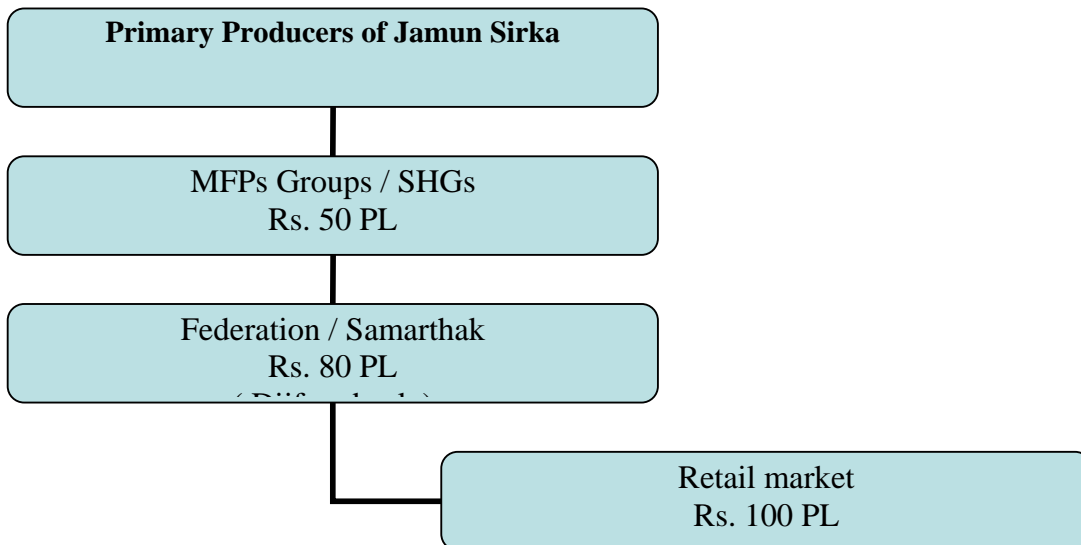 Primary Producers of Jamun Sirka
MFPs Groups / SHGs
Rs. 50 PL
Federation / Samarthak
Rs. 80 PL
Retail market
Rs. 100 PL